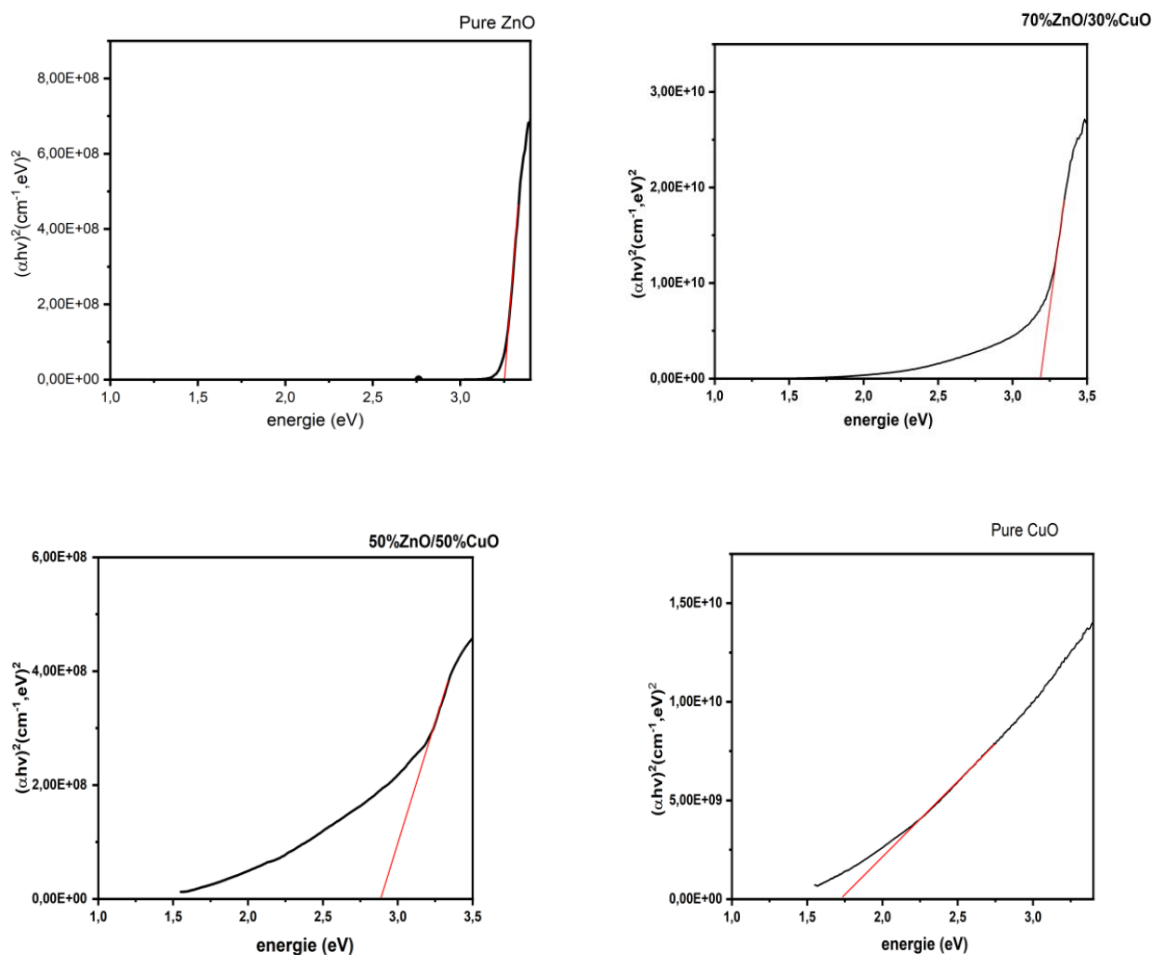 Pure ZnO
8,00E+08
6,00E+08
4,00E+08
2,00E+08
0,00E+00
(αhν)²(cm⁻¹,eV)²
1,0 1,5 2,0 2,5 3,0
energie (eV)
70%ZnO/30%CuO
3,00E+10
2,00E+10
1,00E+10
0,00E+00
(αhν)²(cm⁻¹,eV)²
1,0 1,5 2,0 2,5 3,0 3,5
energie (eV)
50%ZnO/50%CuO
6,00E+08
4,00E+08
2,00E+08
0,00E+00
(αhν)²(cm⁻¹,eV)²
1,0 1,5 2,0 2,5 3,0 3,5
energie (eV)
Pure CuO
1,50E+10
1,00E+10
5,00E+09
0,00E+00
(αhν)²(cm⁻¹,eV)²
1,0 1,5 2,0 2,5 3,0
energie (eV)